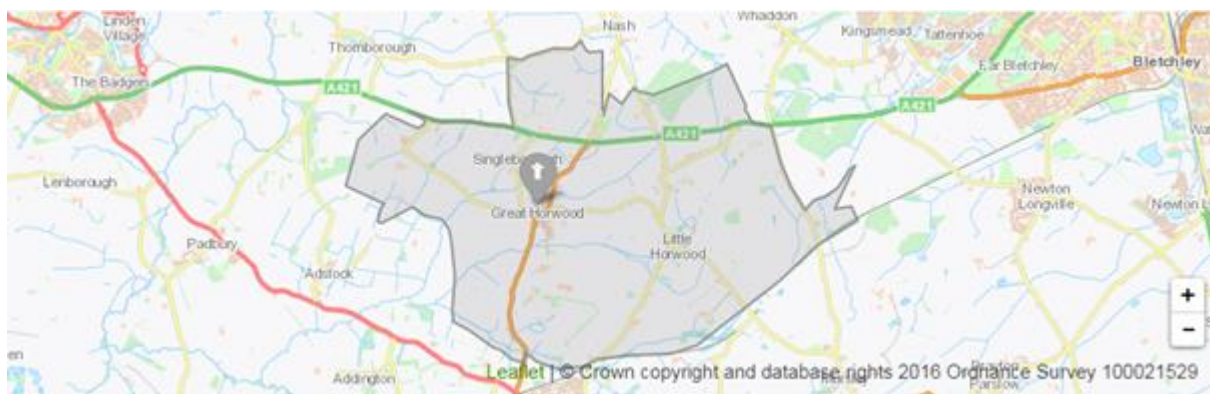 Linden
Village
Nash
Whaddon
Kingsmead
Tattenhoe
Thornborough
Far Bletchley
Bletchley
The Badgers
A421
A421
A421
Singleborough
Lenborough
Great Horwood
Newton
Longville
Padbury
Little
Horwood
Adstock
+
−
Addington
Leaflet | © Crown copyright and database rights 2016 Ordnance Survey 100021529